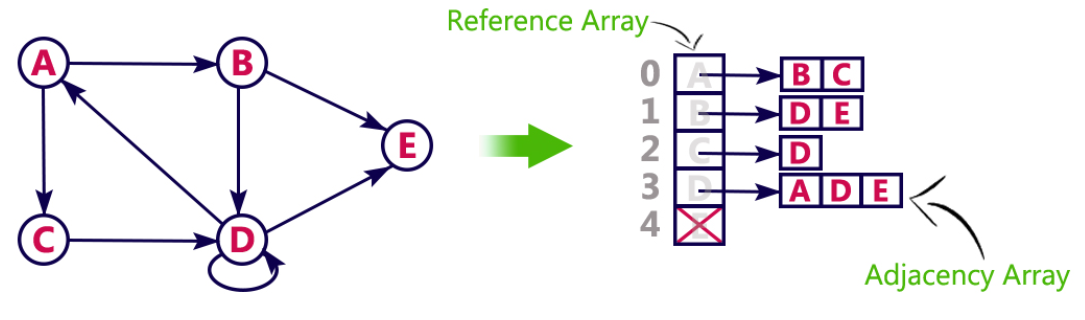 Reference Array
A B
E
C D
0 A B C
1 B D E
2 C D
3 D A D E
4 E
Adjacency Array